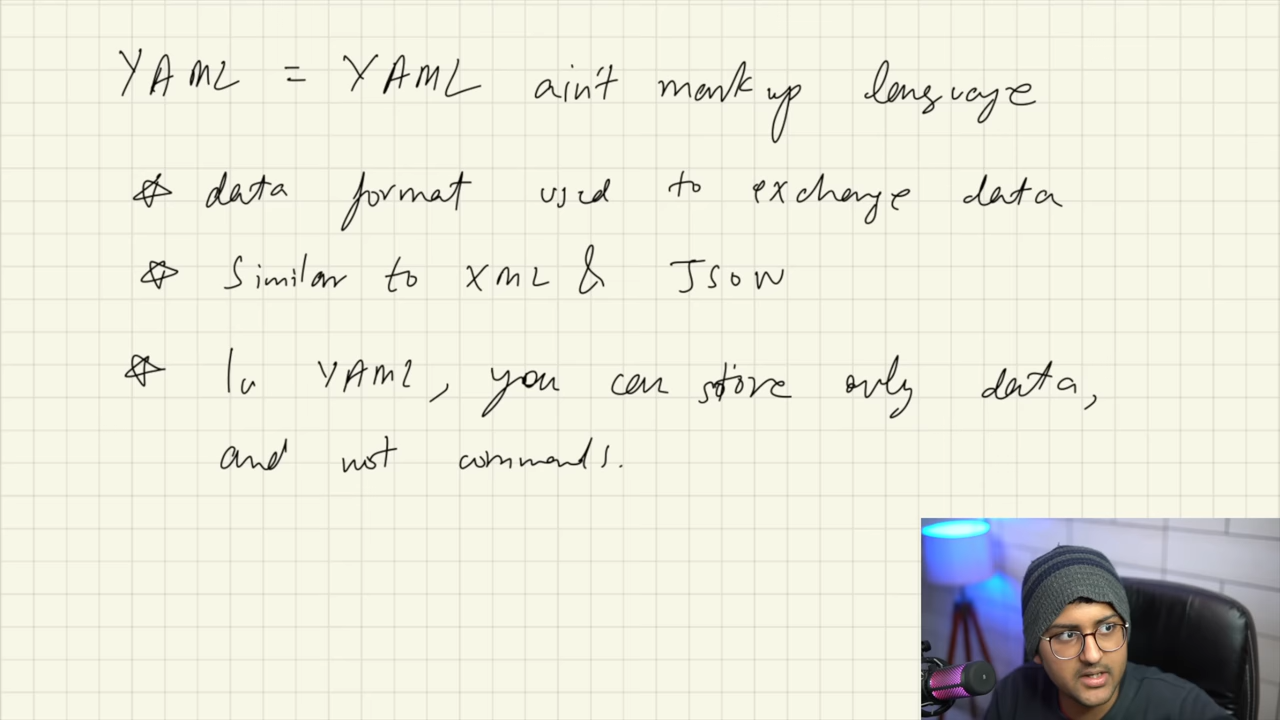 YAML = YAML ain't markup language
☆ data format used to exchange data
☆ Similar to XML & JSON
☆ In YAML, you can store only data,
and not commands.